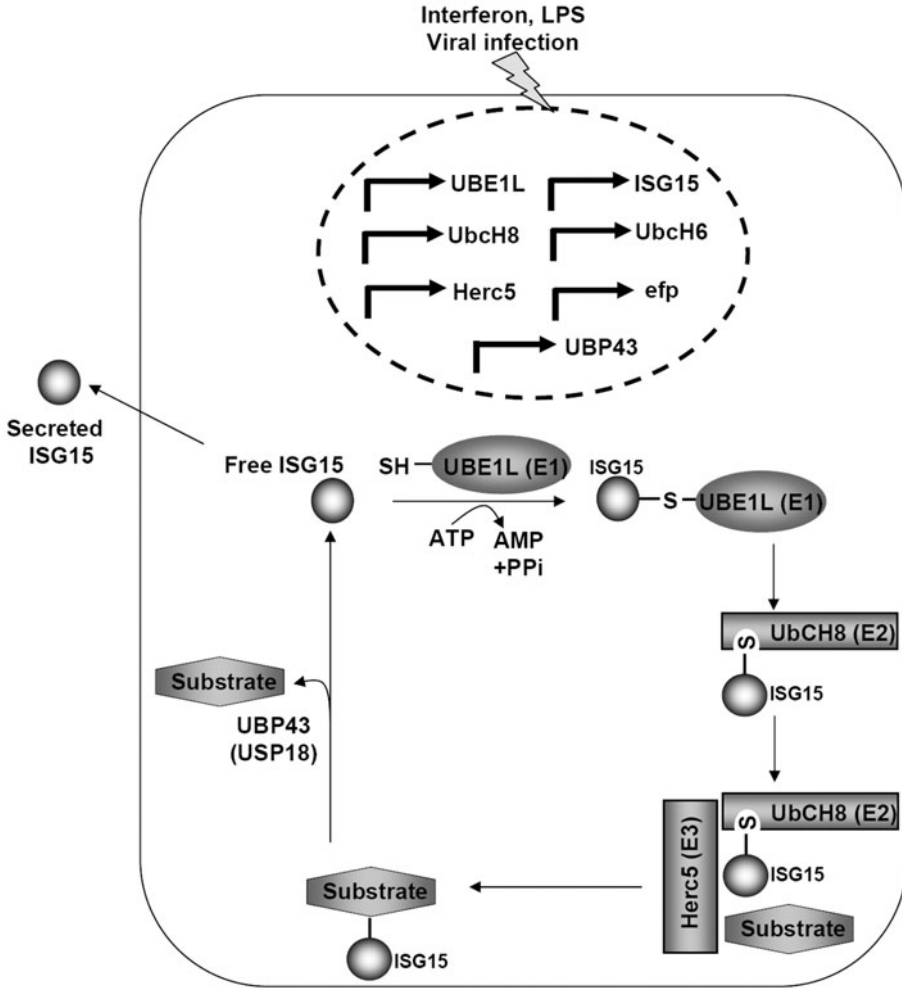 Interferon, LPS
Viral infection
UBE1L
ISG15
UbcH8
UbcH6
Herc5
efp
UBP43
Secreted
ISG15
Free ISG15
SH
UBE1L (E1)
ATP
AMP
+PPi
ISG15
S
UBE1L (E1)
UbCH8 (E2)
S
ISG15
Substrate
UBP43
(USP18)
UbCH8 (E2)
S
ISG15
Herc5 (E3)
Substrate
Substrate
ISG15